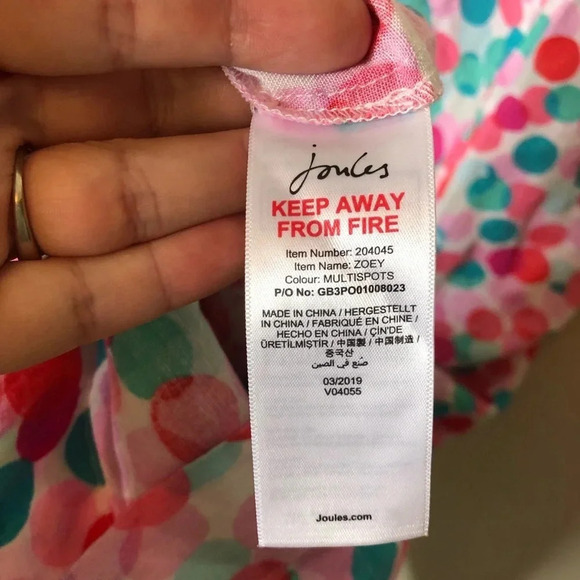 Joules
KEEP AWAY
FROM FIRE
Item Number: 204045
Item Name: ZOEY
Colour: MULTISPOTS
P/O No: GB3PO01008023
MADE IN CHINA / HERGESTELLT
IN CHINA / FABRIQUÉ EN CHINE /
HECHO EN CHINA / ÇİN'DE
ÜRETİLMİŞTİR / 中国製 / 中国制造 /
중국산
صُنع في الصين
03/2019
V04055
Joules.com